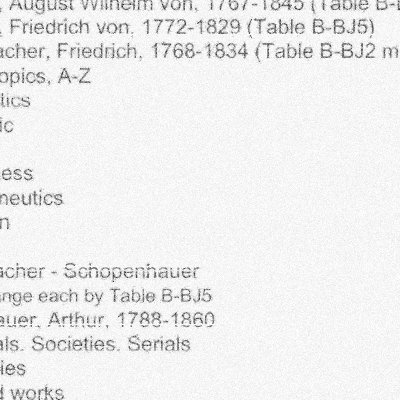 , August Wilhelm von, 1767-1845 (Table B-
, Friedrich von, 1772-1829 (Table B-BJ5)
acher, Friedrich, 1768-1834 (Table B-BJ2 m
opics, A-Z
tics
ic
ess
neutics
n
acher - Schopenhauer
ange each by Table B-BJ5
auer, Arthur, 1788-1860
als. Societies. Serials
ies
d works